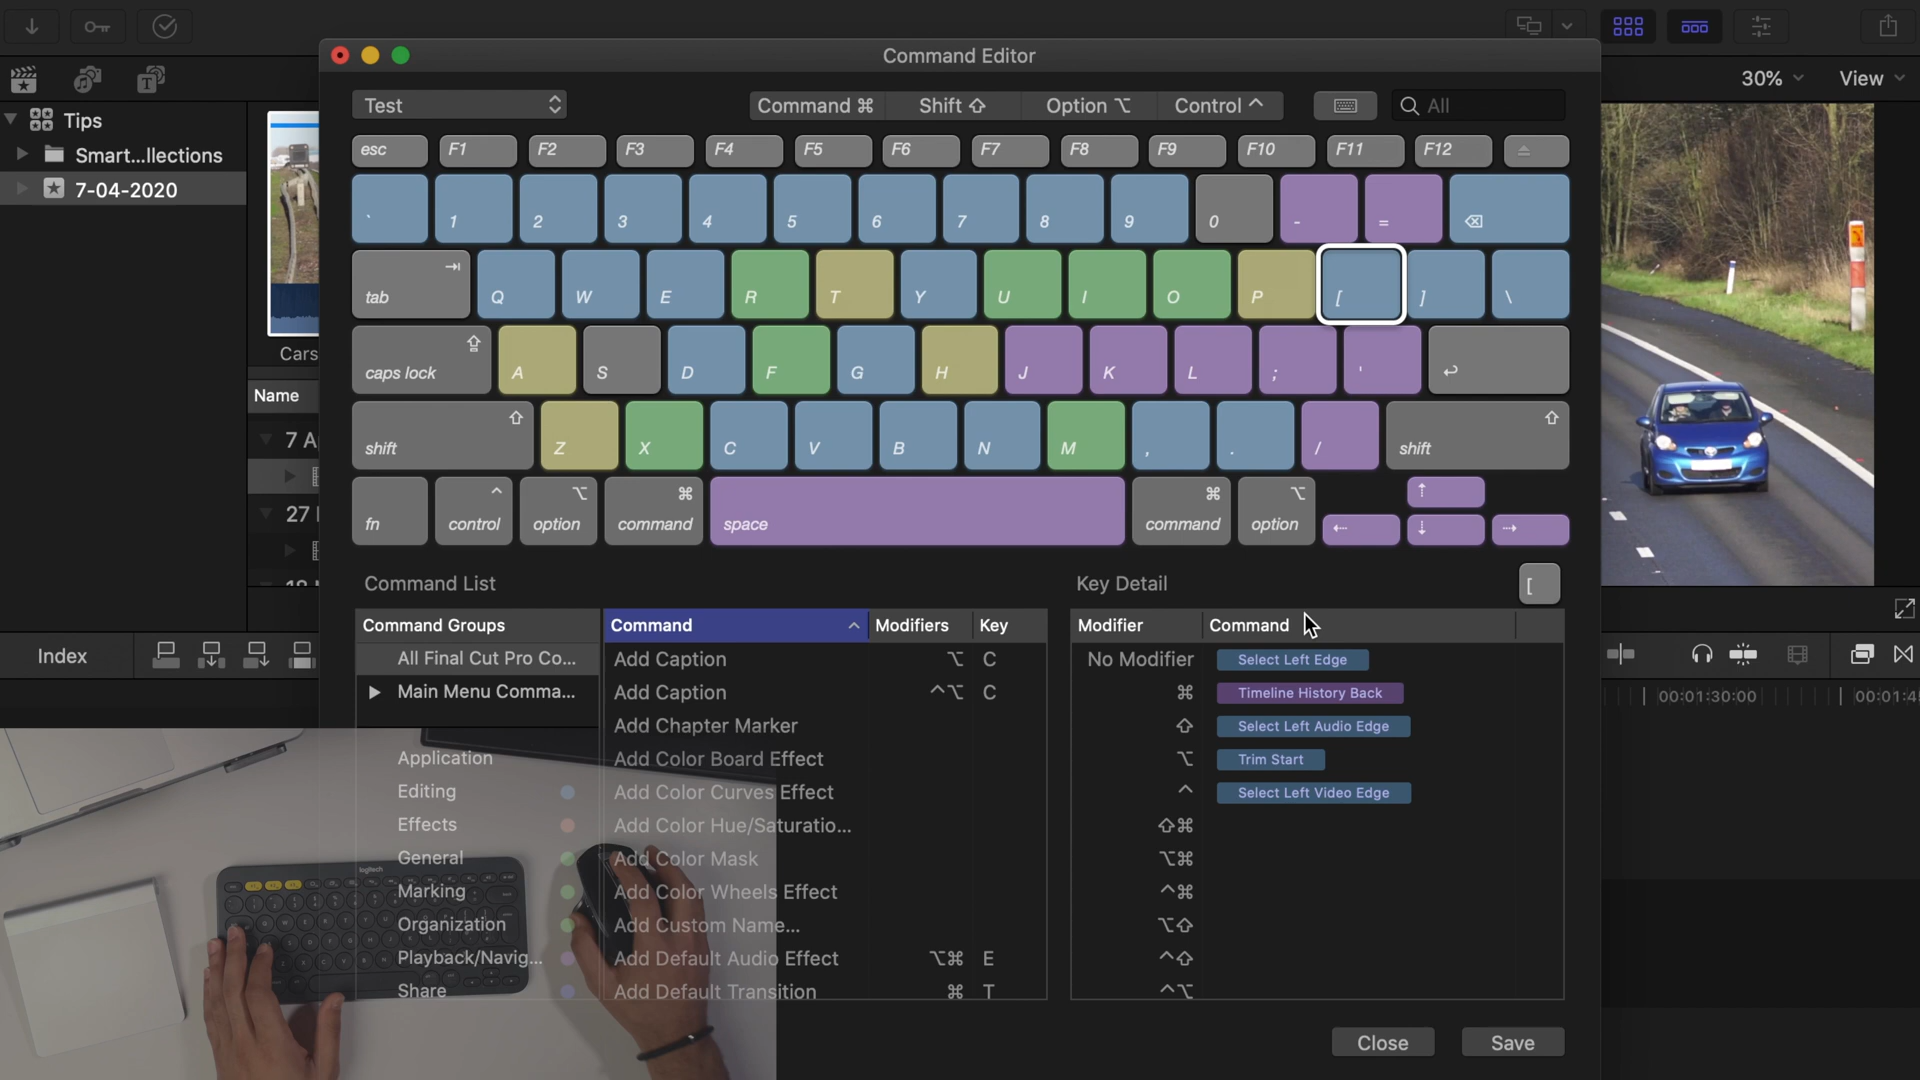 Command Editor
30%
View
Test
Command ⌘
Shift ⇧
Option ⌥
Control ^
All
Tips
Smart...llections
7-04-2020
Cars
Name
7 A
27
esc F1 F2 F3 F4 F5 F6 F7 F8 F9 F10 F11 F12
` 1 2 3 4 5 6 7 8 9 0 - =
tab Q W E R T Y U I O P [ ] \
caps lock A S D F G H J K L ; '
shift Z X C V B N M , . / shift
fn control option command space command option
Command List
Key Detail
[
Command Groups
Command
Modifiers
Key
Modifier
Command
All Final Cut Pro Co...
Main Menu Comma...
Application
Editing
Effects
General
Marking
Organization
Playback/Navig...
Share
Add Caption ⌥ C
Add Caption ^⌥ C
Add Chapter Marker
Add Color Board Effect
Add Color Curves Effect
Add Color Hue/Saturatio...
Add Color Mask
Add Color Wheels Effect
Add Custom Name...
Add Default Audio Effect ⌥⌘ E
Add Default Transition ⌘ T
No Modifier Select Left Edge
⌘ Timeline History Back
⇧ Select Left Audio Edge
⌥ Trim Start
^ Select Left Video Edge
⇧⌘
⌥⌘
^⌘
⌥⇧
^⇧
^⌥
Close
Save
Index
00:01:30:00
00:01:4
logitech